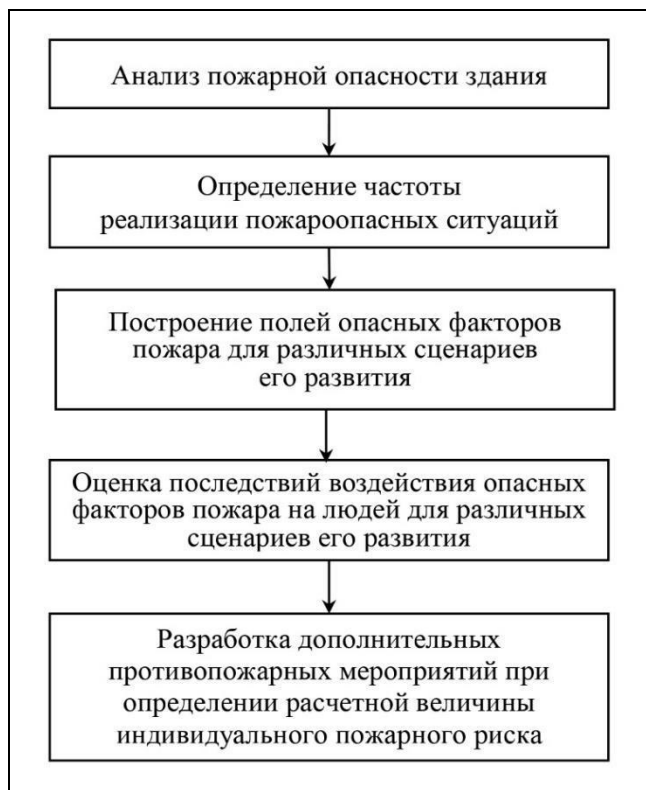 Анализ пожарной опасности здания
Определение частоты
реализации пожароопасных ситуаций
Построение полей опасных факторов
пожара для различных сценариев
его развития
Оценка последствий воздействия опасных
факторов пожара на людей для различных
сценариев его развития
Разработка дополнительных
противопожарных мероприятий при
определении расчетной величины
индивидуального пожарного риска